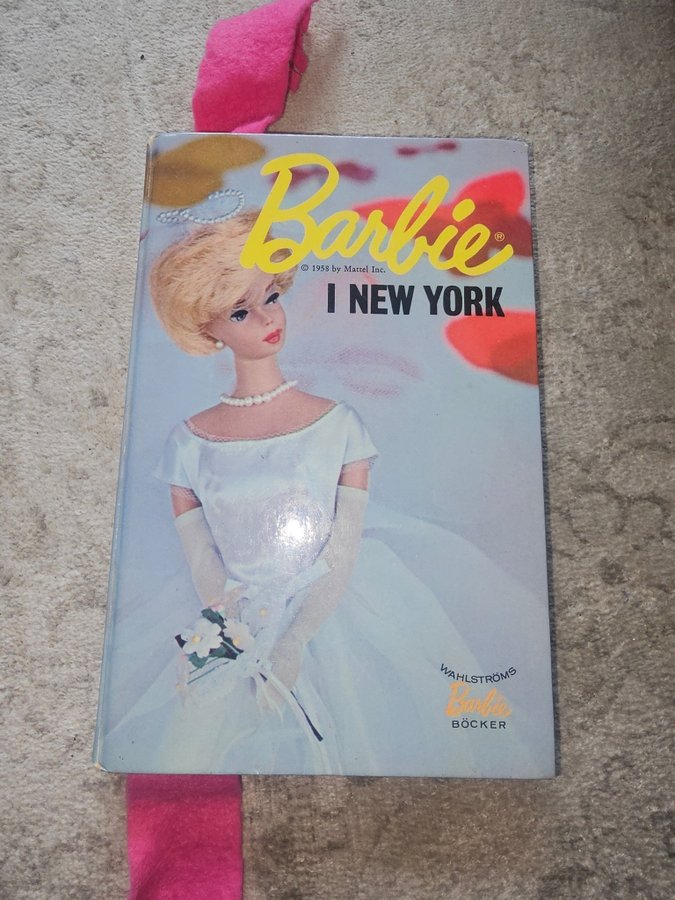 Barbie®
© 1958 by Mattel Inc.
I NEW YORK
WAHLSTRÖMS
Barbie
BÖCKER